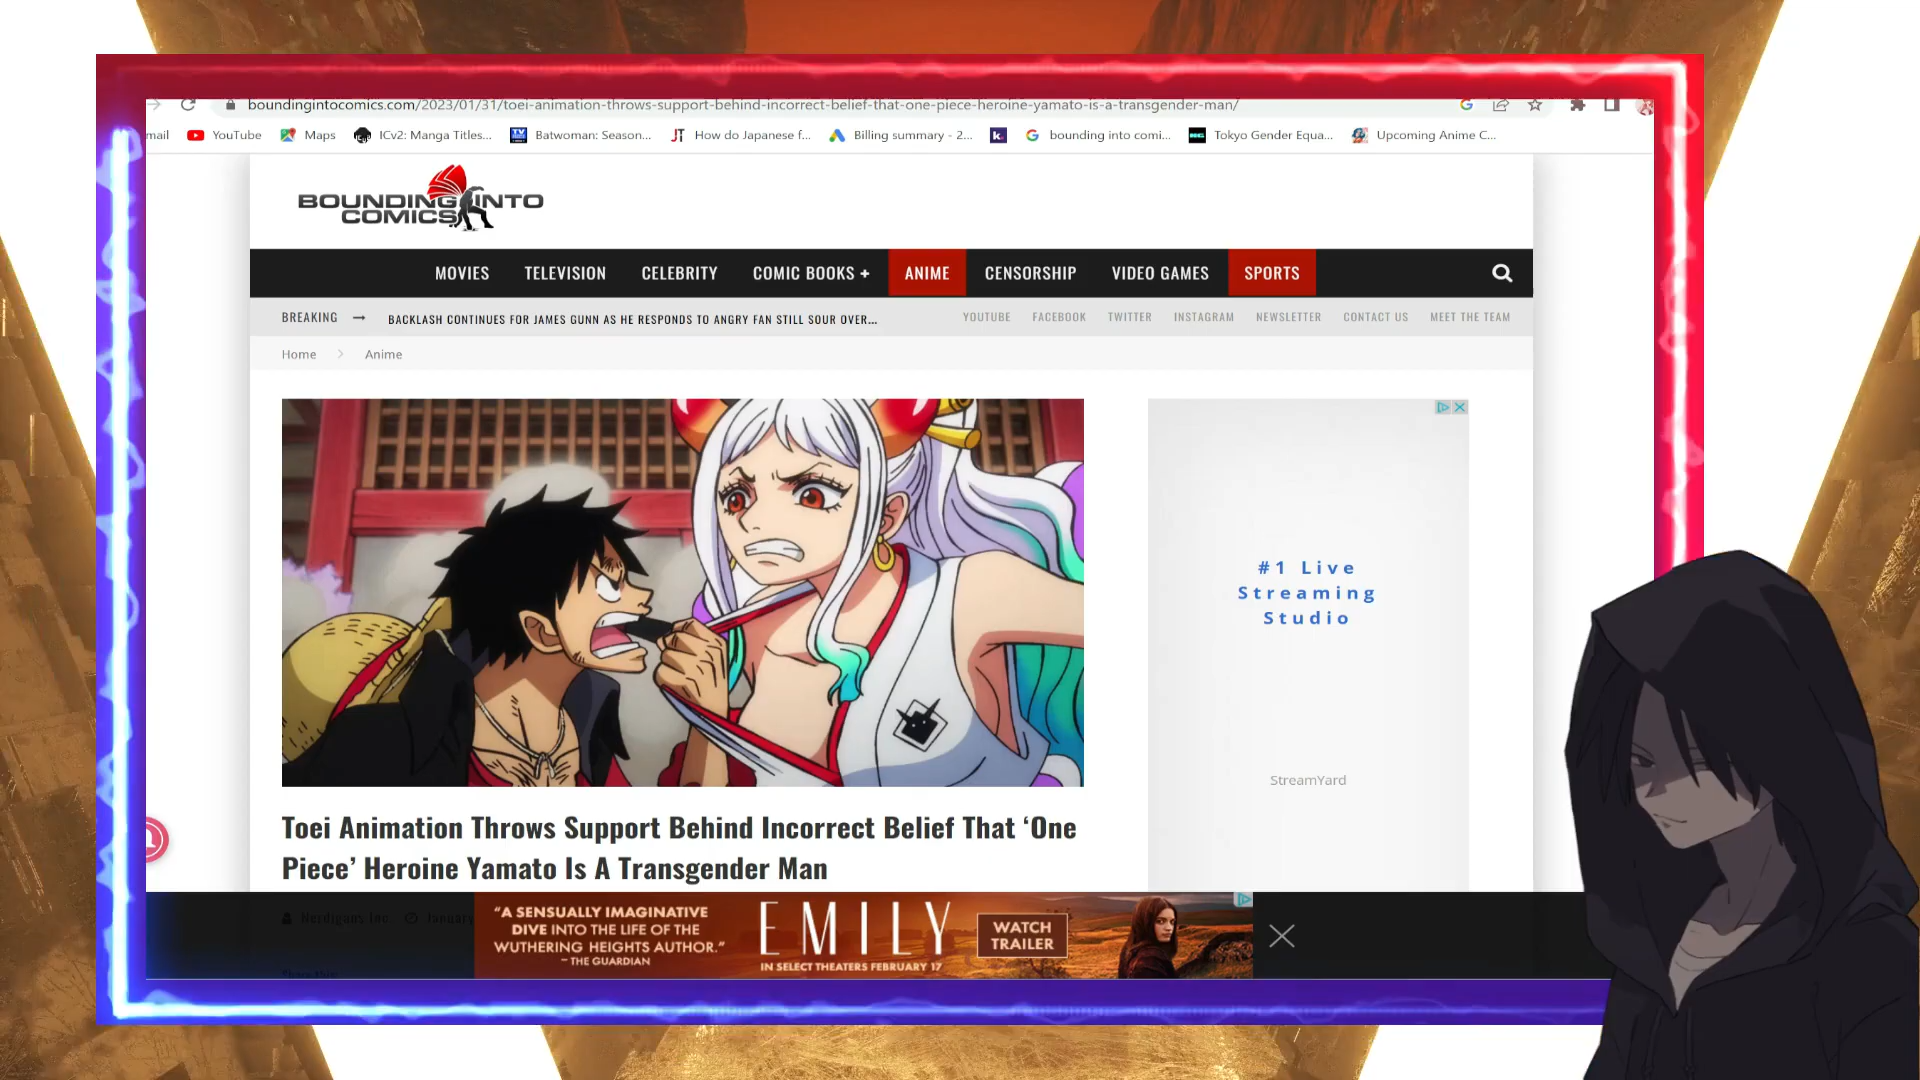 boundingintocomics.com/2023/01/31/toei-animation-throws-support-behind-incorrect-belief-that-one-piece-heroine-yamato-is-a-transgender-man/
mail YouTube Maps ICv2: Manga Titles... Batwoman: Season... How do Japanese f... Billing summary - 2... bounding into comi... Tokyo Gender Equa... Upcoming Anime C...
BOUNDING INTO
COMICS
MOVIES TELEVISION CELEBRITY COMIC BOOKS + ANIME CENSORSHIP VIDEO GAMES SPORTS
BREAKING → BACKLASH CONTINUES FOR JAMES GUNN AS HE RESPONDS TO ANGRY FAN STILL SOUR OVER... YOUTUBE FACEBOOK TWITTER INSTAGRAM NEWSLETTER CONTACT US MEET THE TEAM
Home > Anime
#1 Live
Streaming
Studio
StreamYard
Toei Animation Throws Support Behind Incorrect Belief That ‘One
Piece’ Heroine Yamato Is A Transgender Man
Nerdigans Inc. January
“A SENSUALLY IMAGINATIVE
DIVE INTO THE LIFE OF THE
WUTHERING HEIGHTS AUTHOR.”
– THE GUARDIAN
EMILY
IN SELECT THEATERS FEBRUARY 17
WATCH
TRAILER